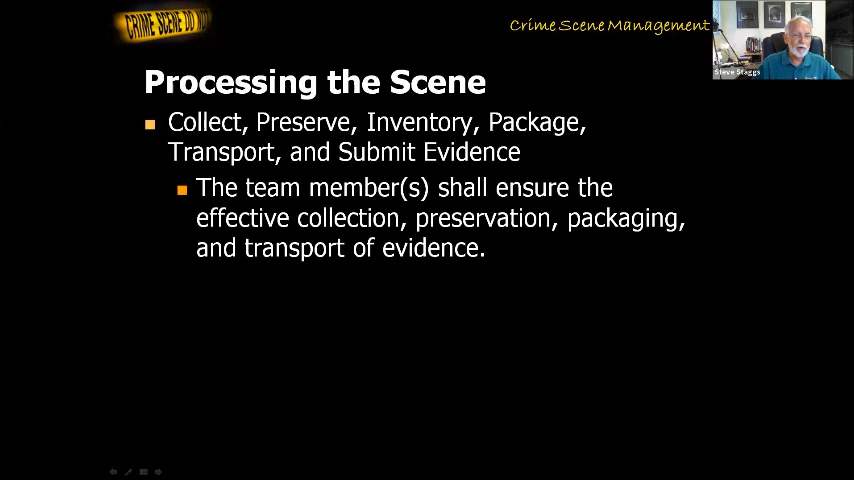 CRIME SCENE DO NOT
Crime Scene Management
Steve Staggs
Processing the Scene
Collect, Preserve, Inventory, Package,
Transport, and Submit Evidence
The team member(s) shall ensure the
effective collection, preservation, packaging,
and transport of evidence.